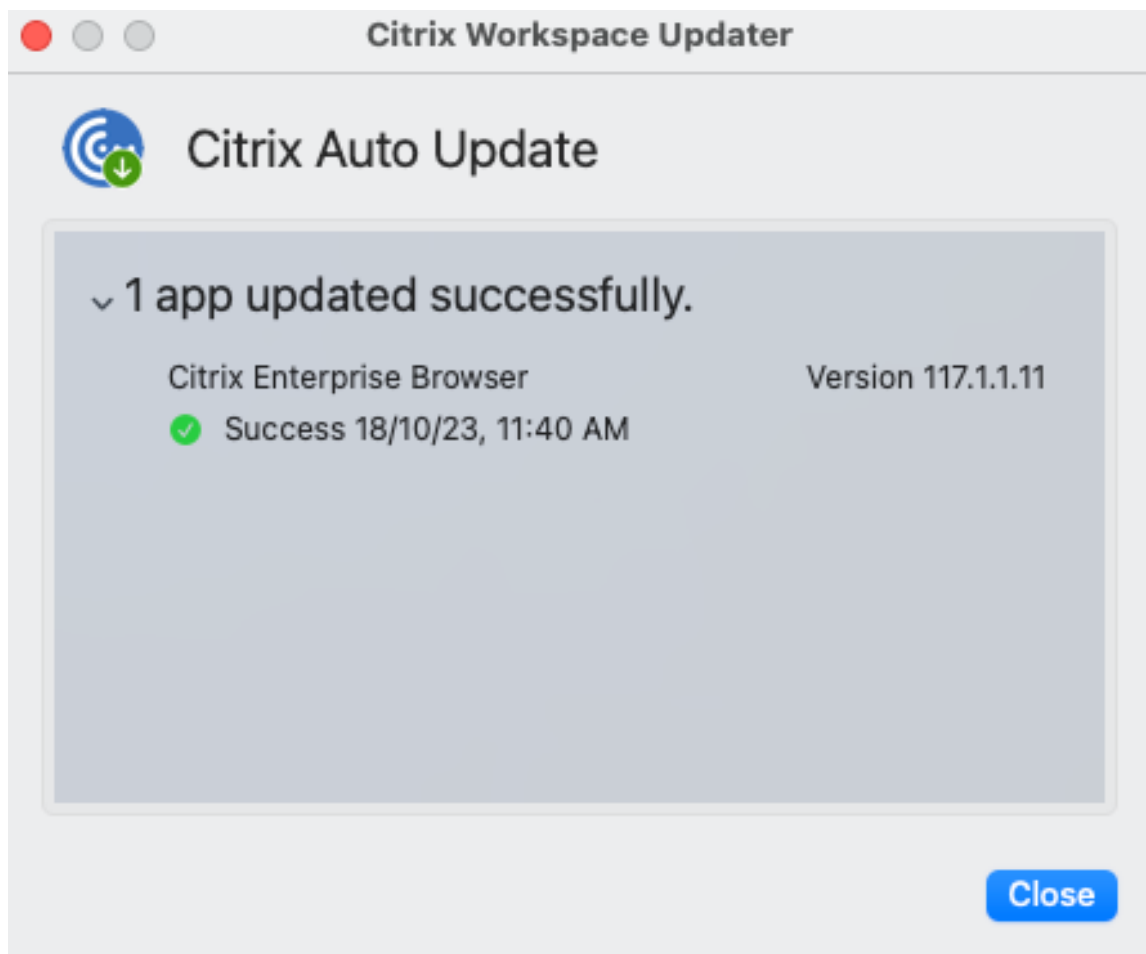 Citrix Workspace Updater
Citrix Auto Update
1 app updated successfully.
Citrix Enterprise Browser Version 117.1.1.11
Success 18/10/23, 11:40 AM
Close